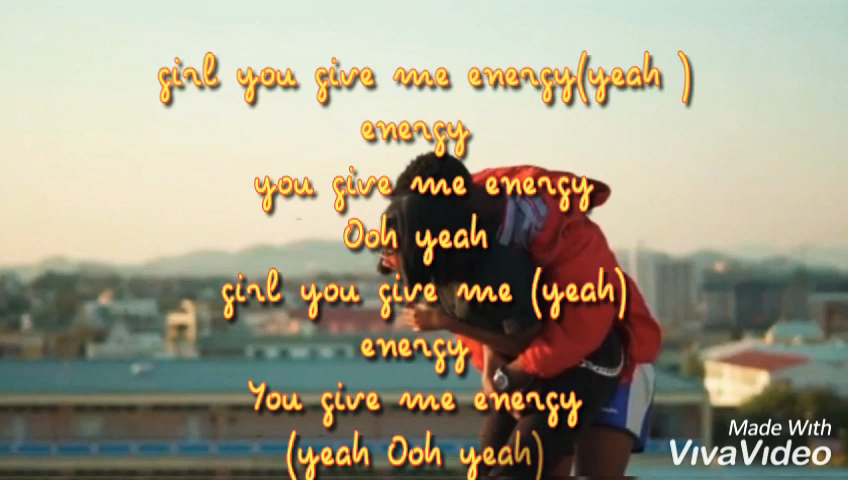 girl you give me energy(yeah )
energy
you give me energy
Ooh yeah
girl you give me (yeah)
energy
You give me energy
(yeah Ooh yeah)
Made With
VivaVideo